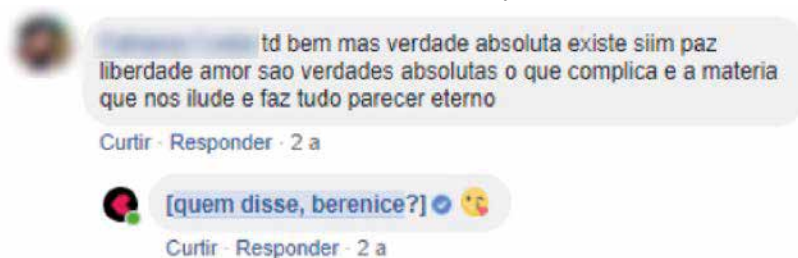 td bem mas verdade absoluta existe siim paz
liberdade amor sao verdades absolutas o que complica e a materia
que nos ilude e faz tudo parecer eterno
Curtir · Responder · 2 a
[quem disse, berenice?] 😘
Curtir · Responder · 2 a